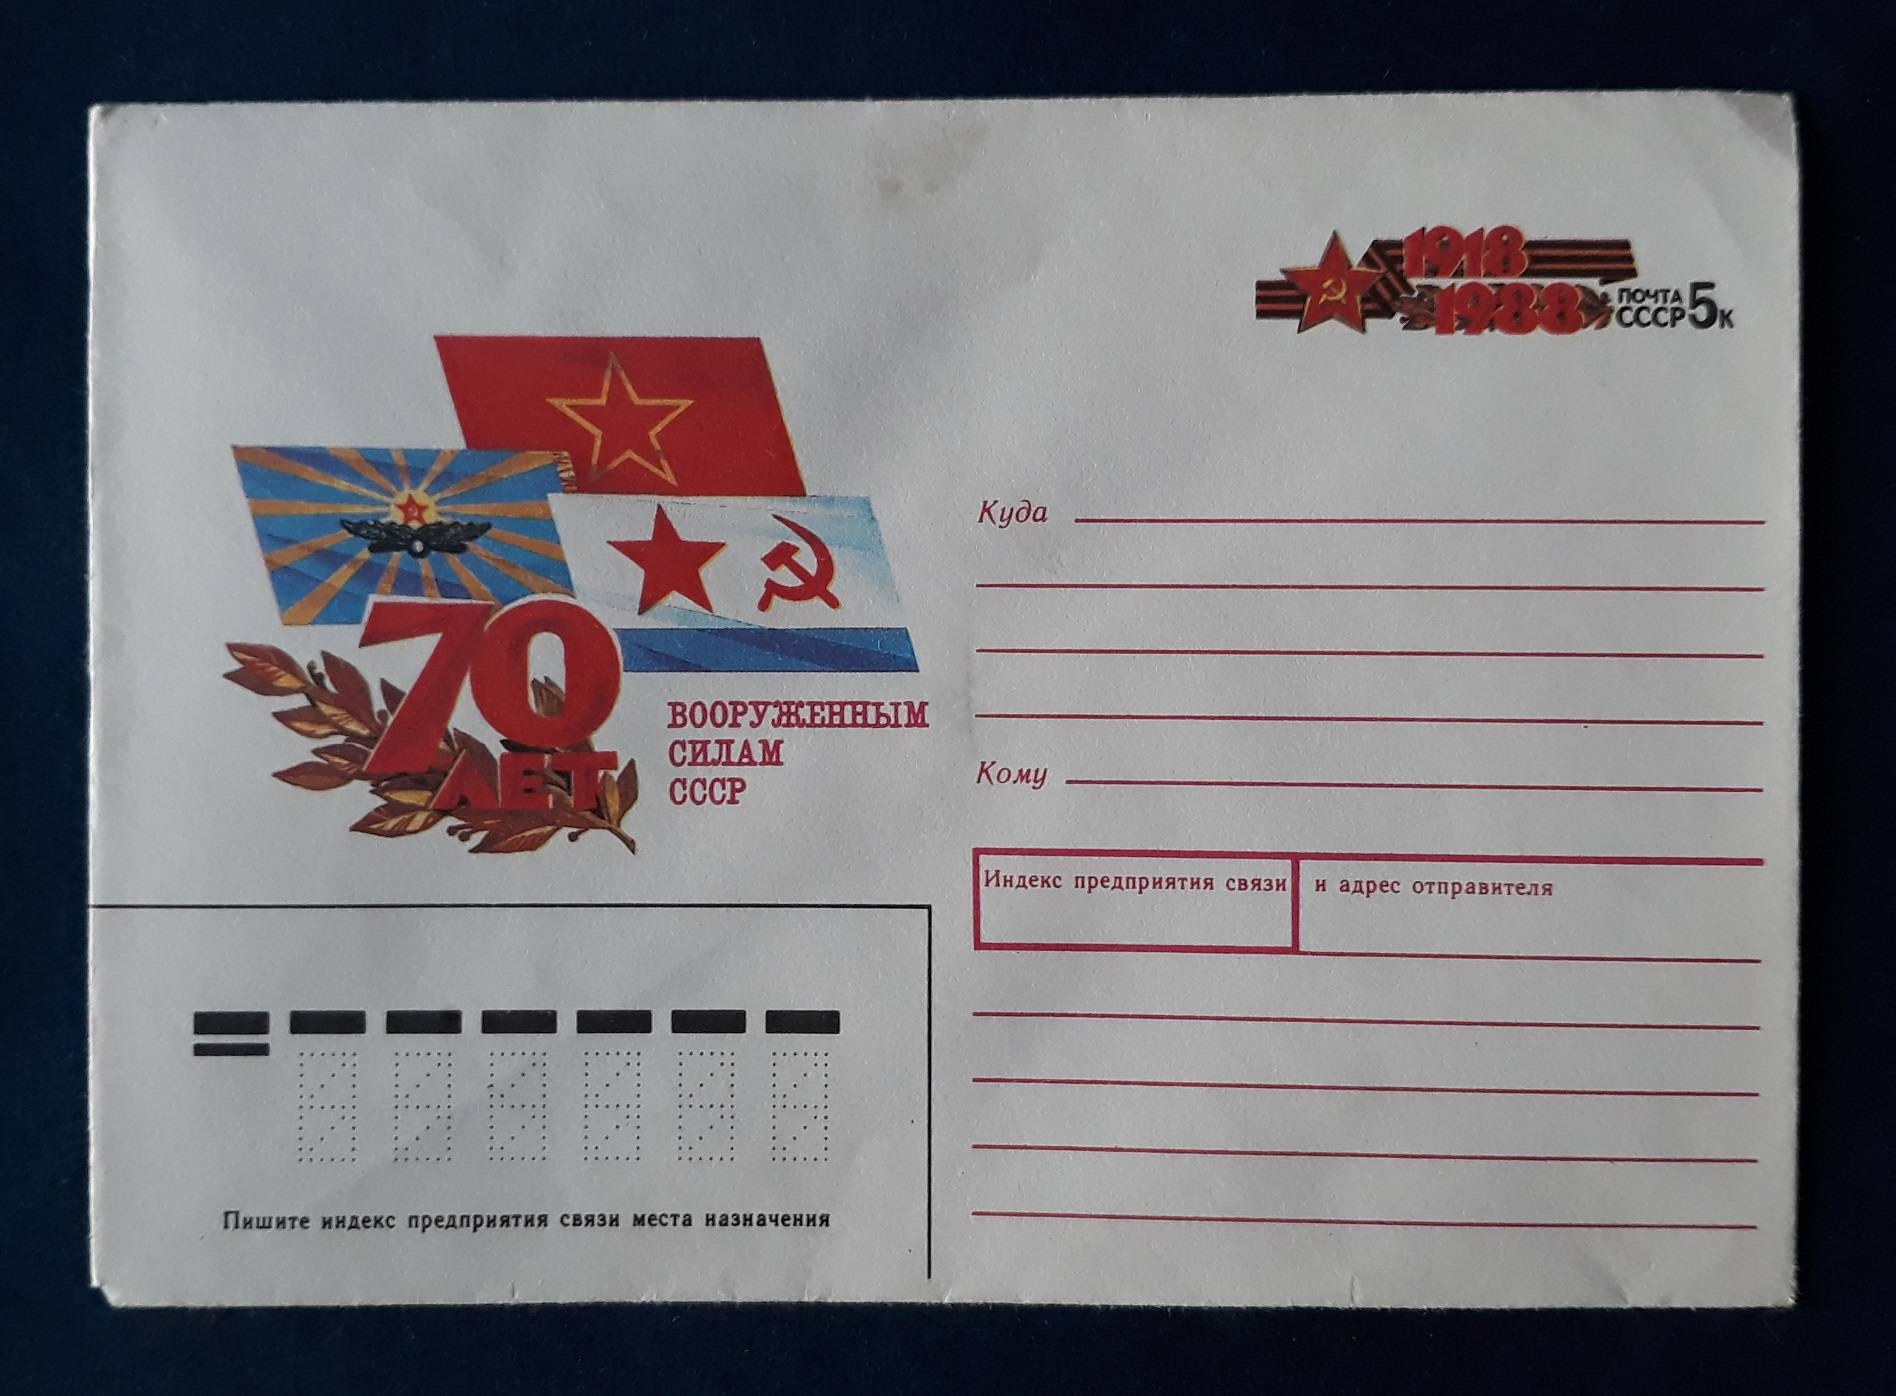 1918
1988
ПОЧТА
СССР 5к
70
ЛЕТ
ВООРУЖЕННЫМ
СИЛАМ
СССР
Куда
Кому
Индекс предприятия связи и адрес отправителя
Пишите индекс предприятия связи места назначения